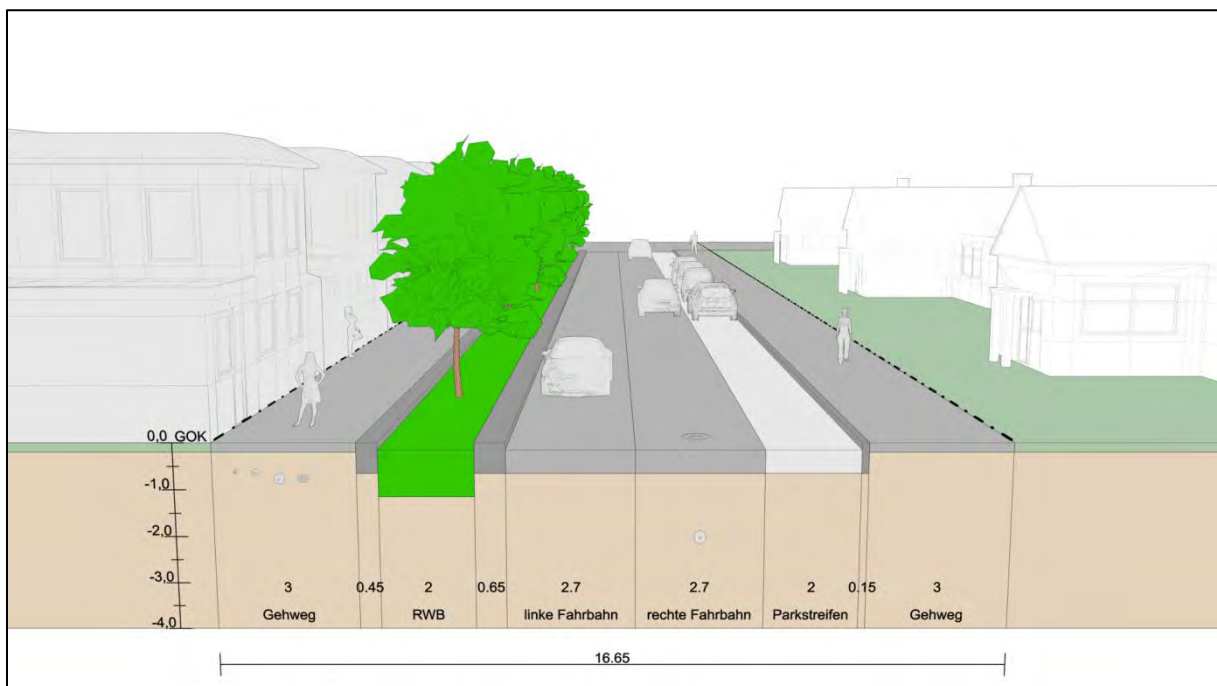 0,0 GOK
-1,0
-2,0
-3,0
-4,0
3 0.45 2 0.65 2.7 2.7 2 0.15 3
Gehweg RWB linke Fahrbahn rechte Fahrbahn Parkstreifen Gehweg
16.65